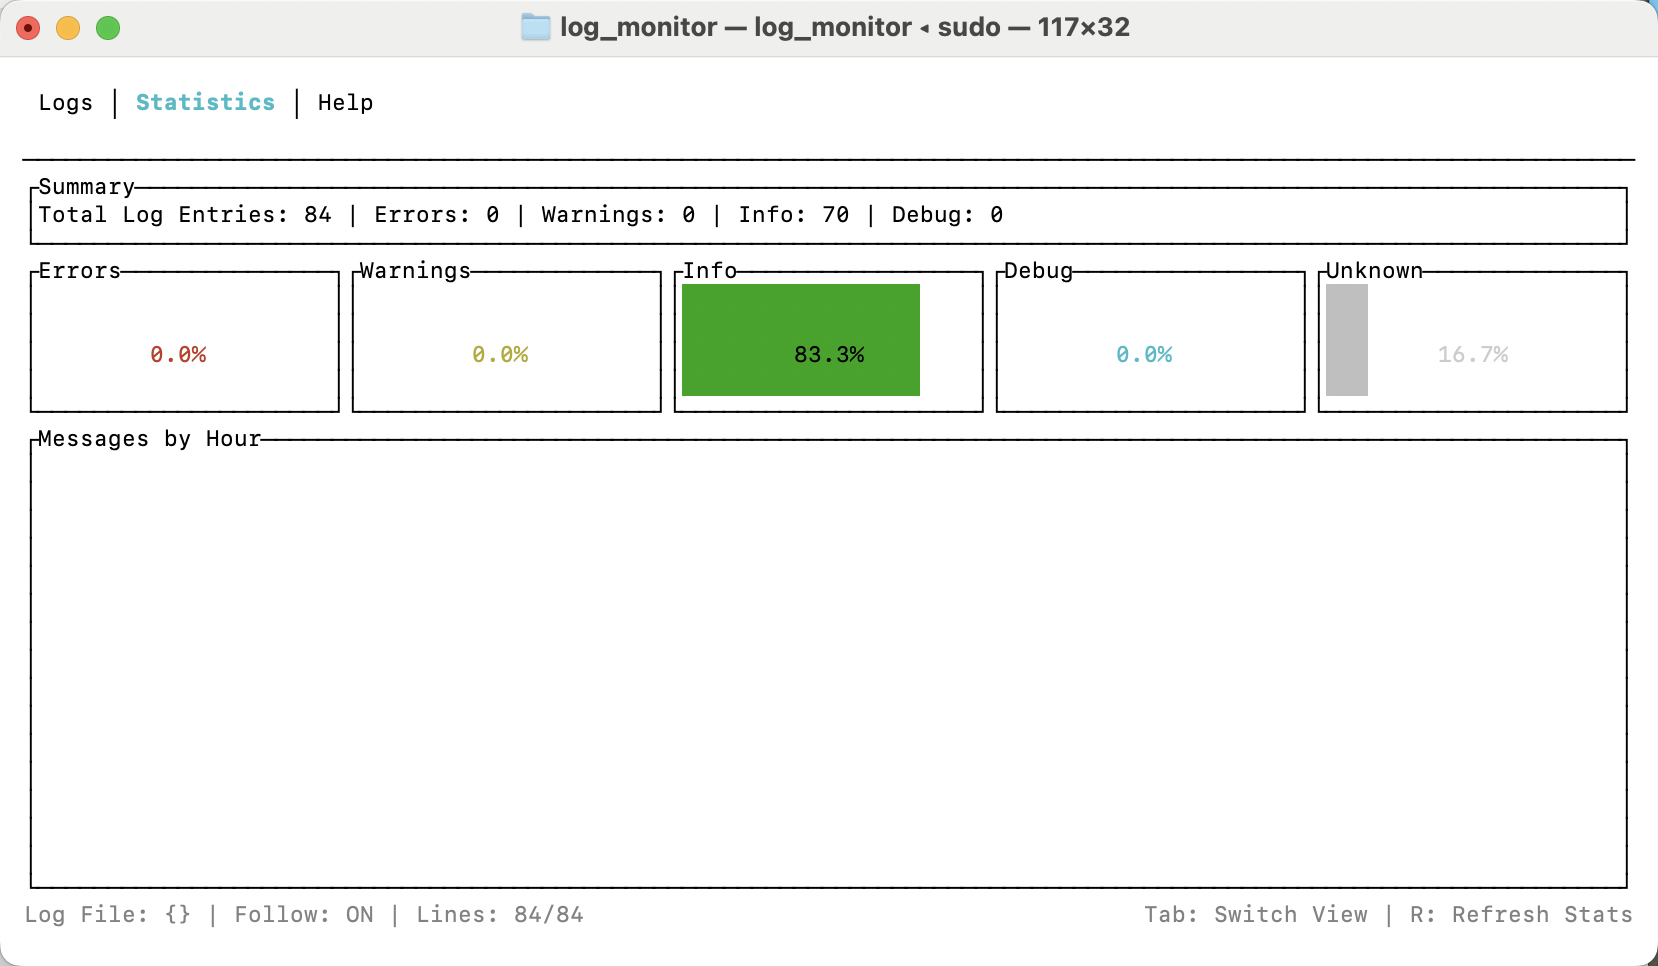 log_monitor — log_monitor ◂ sudo — 117×32
Logs │ Statistics │ Help
Summary
Total Log Entries: 84 | Errors: 0 | Warnings: 0 | Info: 70 | Debug: 0
Errors Warnings Info Debug Unknown
0.0% 0.0% 83.3% 0.0% 16.7%
Messages by Hour
Log File: {} | Follow: ON | Lines: 84/84 Tab: Switch View | R: Refresh Stats